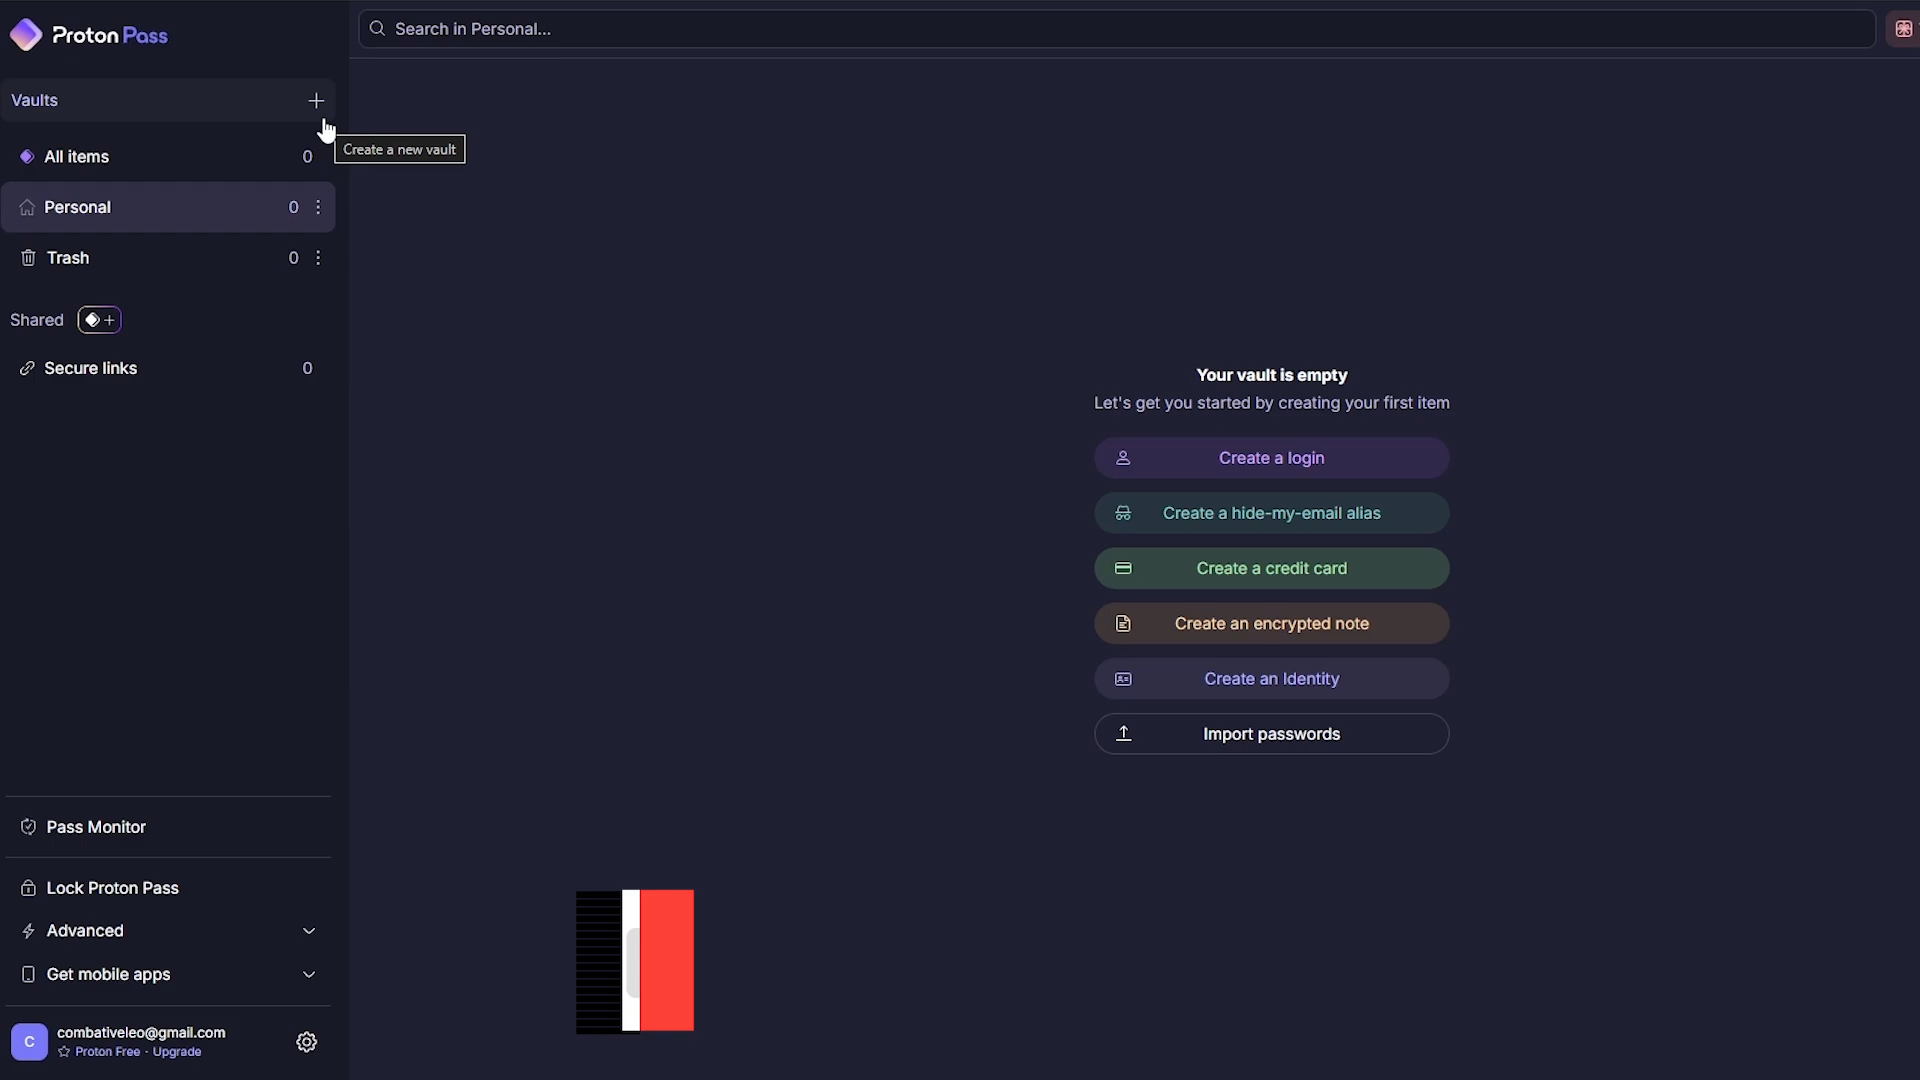 Proton Pass
Search in Personal...
Vaults
Create a new vault
All items 0
Personal 0
Trash 0
Shared
Secure links 0
Your vault is empty
Let's get you started by creating your first item
Create a login
Create a hide-my-email alias
Create a credit card
Create an encrypted note
Create an Identity
Import passwords
Pass Monitor
Lock Proton Pass
Advanced
Get mobile apps
C
combativeleo@gmail.com
Proton Free · Upgrade